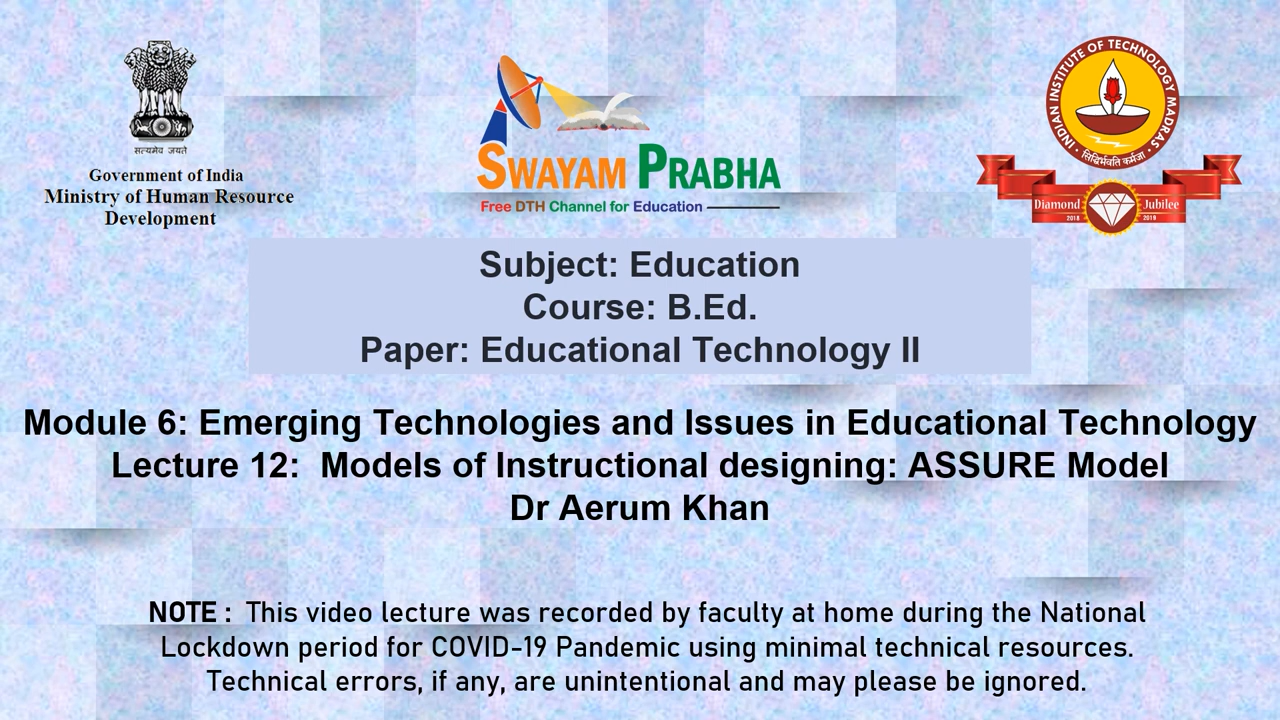 सत्यमेव जयते
Government of India
Ministry of Human Resource
Development
SWAYAM PRABHA
Free DTH Channel for Education
INDIAN INSTITUTE OF TECHNOLOGY MADRAS
सिद्धिर्भवति कर्मजा
Diamond Jubilee
2018 2019
Subject: Education
Course: B.Ed.
Paper: Educational Technology II
Module 6: Emerging Technologies and Issues in Educational Technology
Lecture 12: Models of Instructional designing: ASSURE Model
Dr Aerum Khan
NOTE : This video lecture was recorded by faculty at home during the National
Lockdown period for COVID-19 Pandemic using minimal technical resources.
Technical errors, if any, are unintentional and may please be ignored.